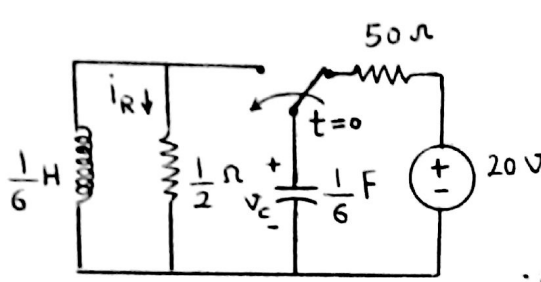 50 Ω
i_R ↓
t=0
1/6 H
1/2 Ω
+
v_c
-
1/6 F
+
-
20 V